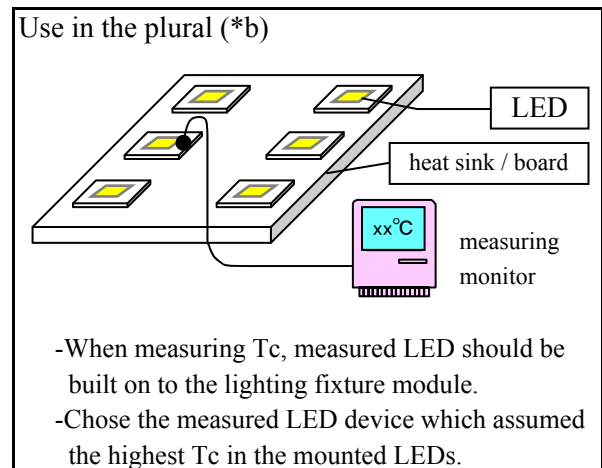 Use in the plural (*b)
LED
heat sink / board
xx°C
measuring
monitor
-When measuring Tc, measured LED should be
built on to the lighting fixture module.
-Chose the measured LED device which assumed
the highest Tc in the mounted LEDs.